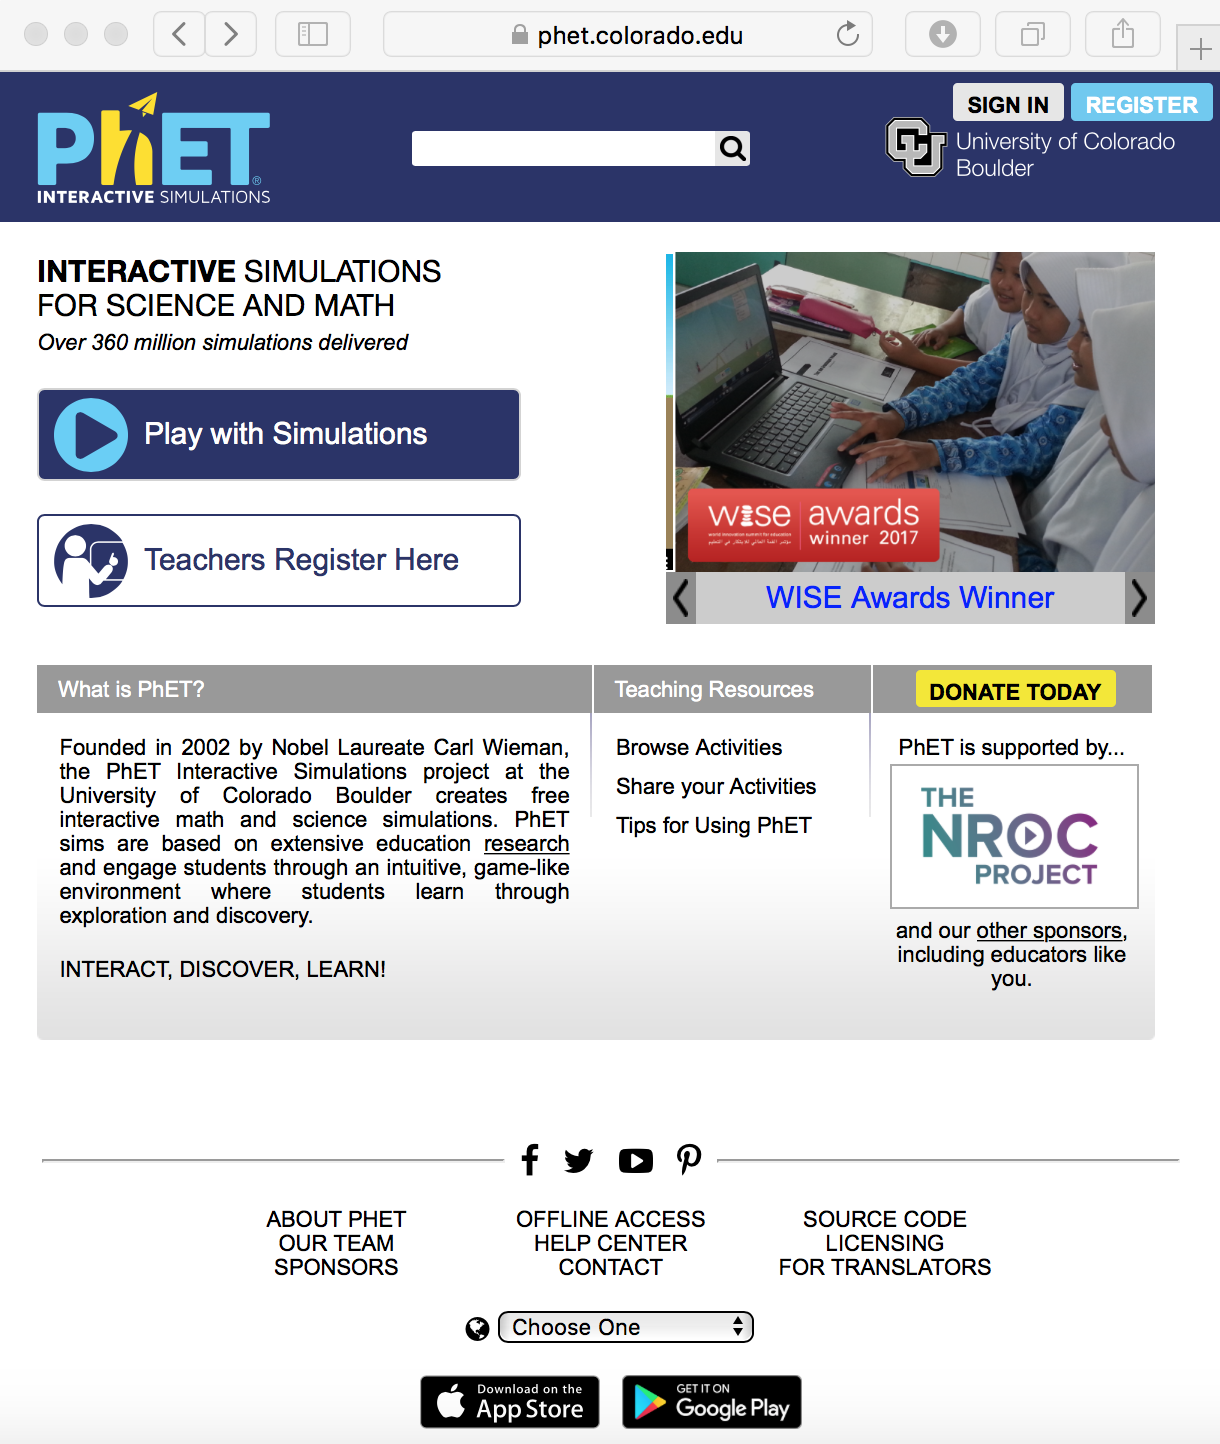 phet.colorado.edu
SIGN IN
REGISTER
PhET®
INTERACTIVE SIMULATIONS
University of Colorado
Boulder
INTERACTIVE SIMULATIONS
FOR SCIENCE AND MATH
Over 360 million simulations delivered
Play with Simulations
Teachers Register Here
wise awards
world innovation summit for education
winner 2017
WISE Awards Winner
What is PhET?
Founded in 2002 by Nobel Laureate Carl Wieman,
the PhET Interactive Simulations project at the
University of Colorado Boulder creates free
interactive math and science simulations. PhET
sims are based on extensive education research
and engage students through an intuitive, game-like
environment where students learn through
exploration and discovery.
INTERACT, DISCOVER, LEARN!
Teaching Resources
Browse Activities
Share your Activities
Tips for Using PhET
DONATE TODAY
PhET is supported by...
THE
NROC
PROJECT
and our other sponsors,
including educators like
you.
ABOUT PHET
OUR TEAM
SPONSORS
OFFLINE ACCESS
HELP CENTER
CONTACT
SOURCE CODE
LICENSING
FOR TRANSLATORS
Choose One
Download on the
App Store
GET IT ON
Google Play